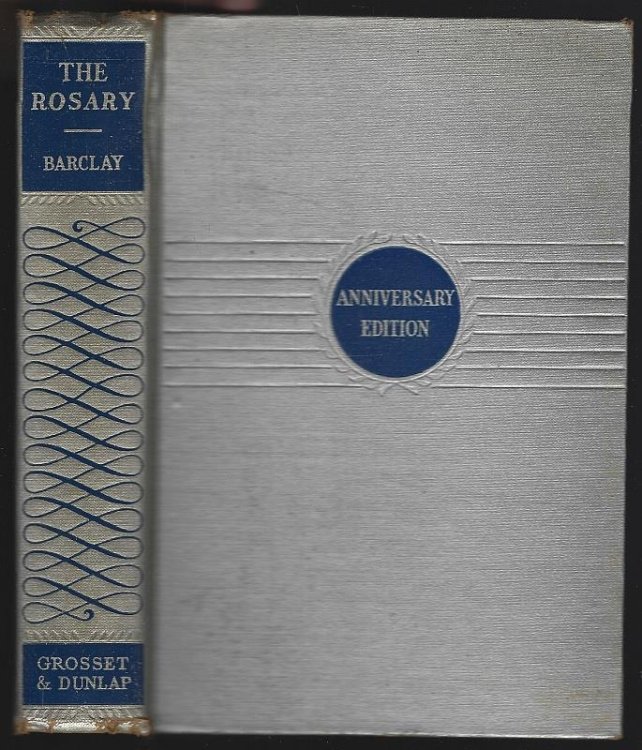 THE
ROSARY
BARCLAY
GROSSET
& DUNLAP
ANNIVERSARY
EDITION